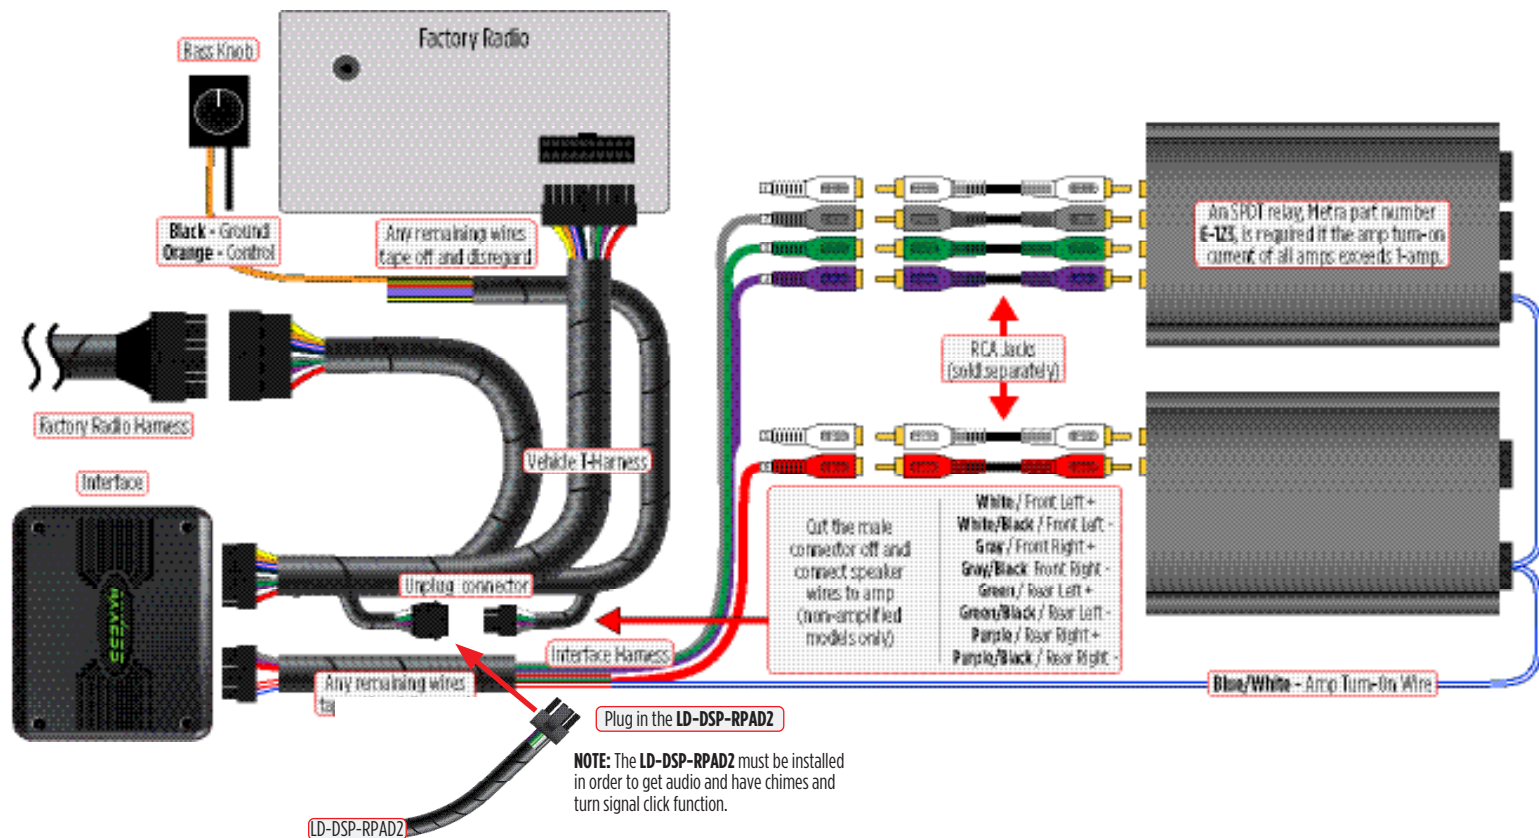 Bass Knob
Factory Radio
Black - Ground
Orange - Control
Any remaining wires
tape off and disregard
An SPDT relay, Metra part number
E-123, is required if the amp turn-on
current of all amps exceeds 1-amp.
RCA Jacks
(sold separately)
Factory Radio Harness
Vehicle T-Harness
Interface
AXXESS
Unplug connector
Cut the male
connector off and
connect speaker
wires to amp
(non-amplified
models only)
White / Front Left +
White/Black / Front Left -
Gray / Front Right +
Gray/Black Front Right -
Green / Rear Left +
Green/Black / Rear Left -
Purple / Rear Right +
Purple/Black / Rear Right -
Interface Harness
Any remaining wires
Blue/White - Amp Turn-On Wire
Plug in the LD-DSP-RPAD2
NOTE: The LD-DSP-RPAD2 must be installed
in order to get audio and have chimes and
turn signal click function.
LD-DSP-RPAD2